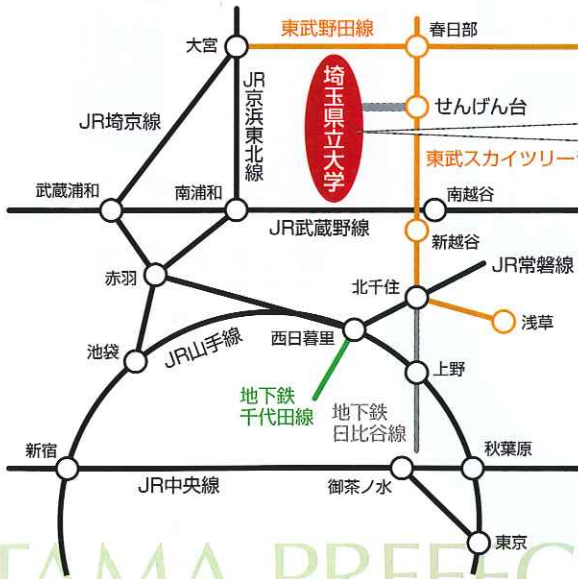 東武野田線
大宮
春日部
埼玉県立大学
JR京浜東北線
せんげん台
JR埼京線
東武スカイツリー
武蔵浦和
南浦和
南越谷
JR武蔵野線
新越谷
赤羽
JR常磐線
北千住
浅草
西日暮里
池袋
JR山手線
上野
地下鉄
千代田線
地下鉄
日比谷線
新宿
秋葉原
JR中央線
御茶ノ水
東京
TAMA PREFEC